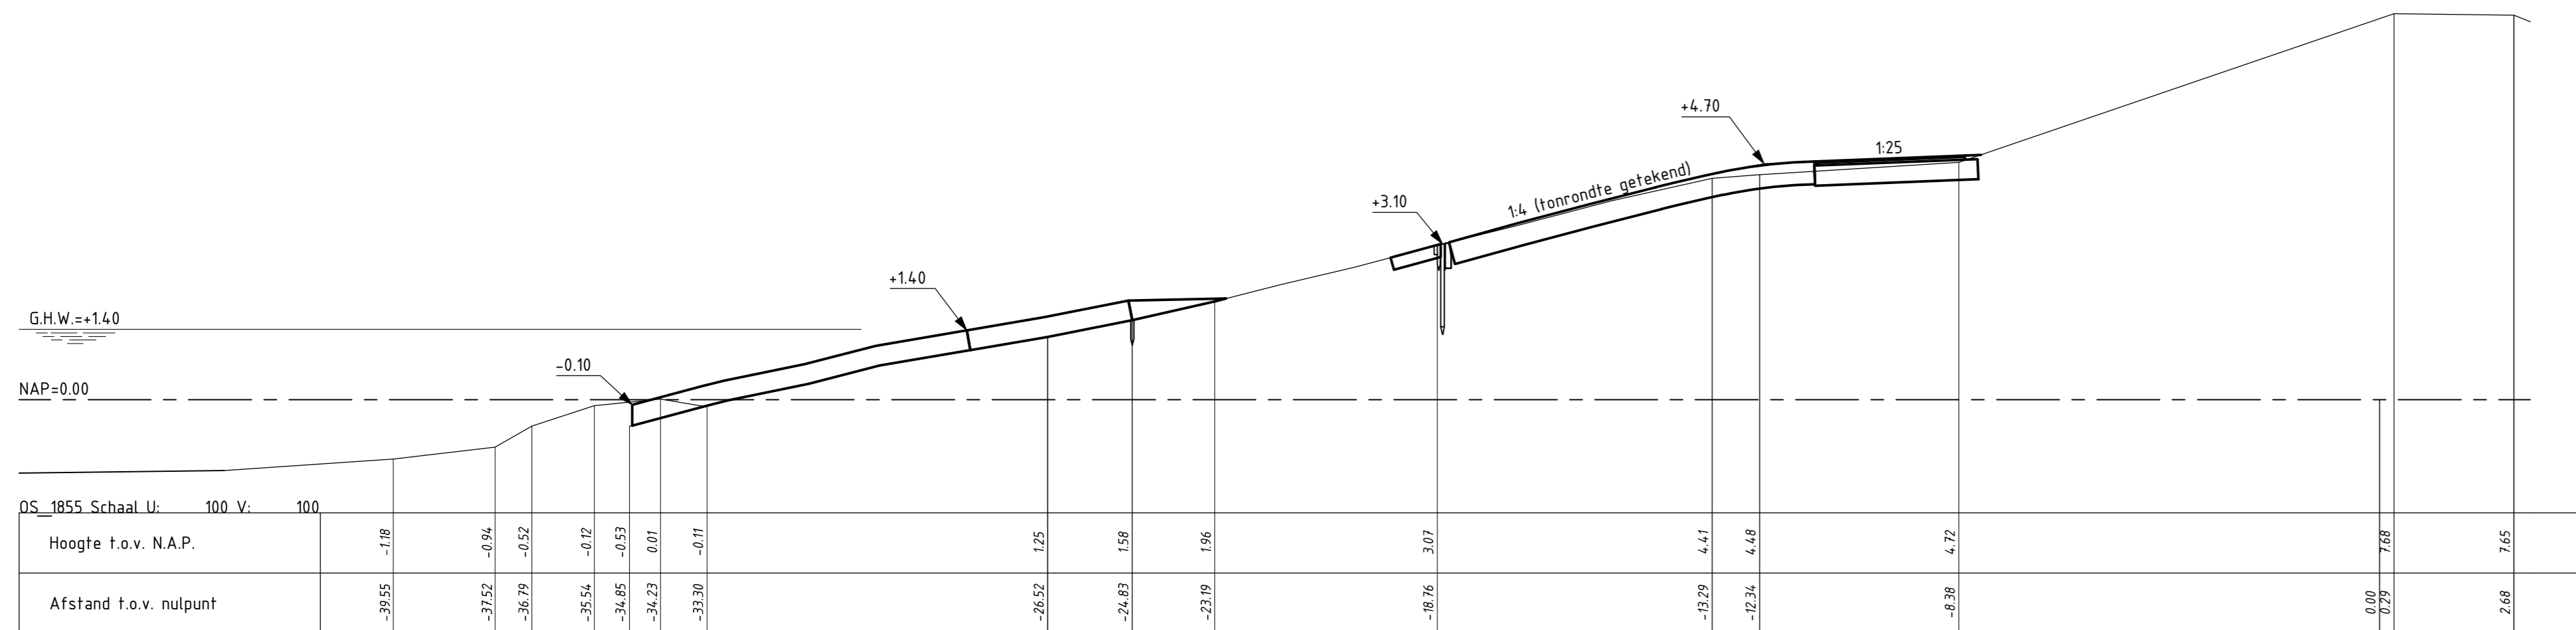 +4.70
1:25
1:4 (tonrondte getekend)
+3.10
+1.40
G.H.W.=+1.40
-0.10
NAP=0.00
OS_1855 Schaal U: 100 V: 100
Hoogte t.o.v. N.A.P. -1.18 -0.94 -0.52 -0.12 -0.53 0.01 -0.11 1.25 1.58 1.96 3.07 4.41 4.48 4.72 7.68 7.65
Afstand t.o.v. nulpunt -39.55 -37.52 -36.79 -35.54 -34.85 -34.23 -33.30 -26.52 -24.83 -23.19 -18.76 -13.29 -12.34 -8.38 0.00 0.29 2.68